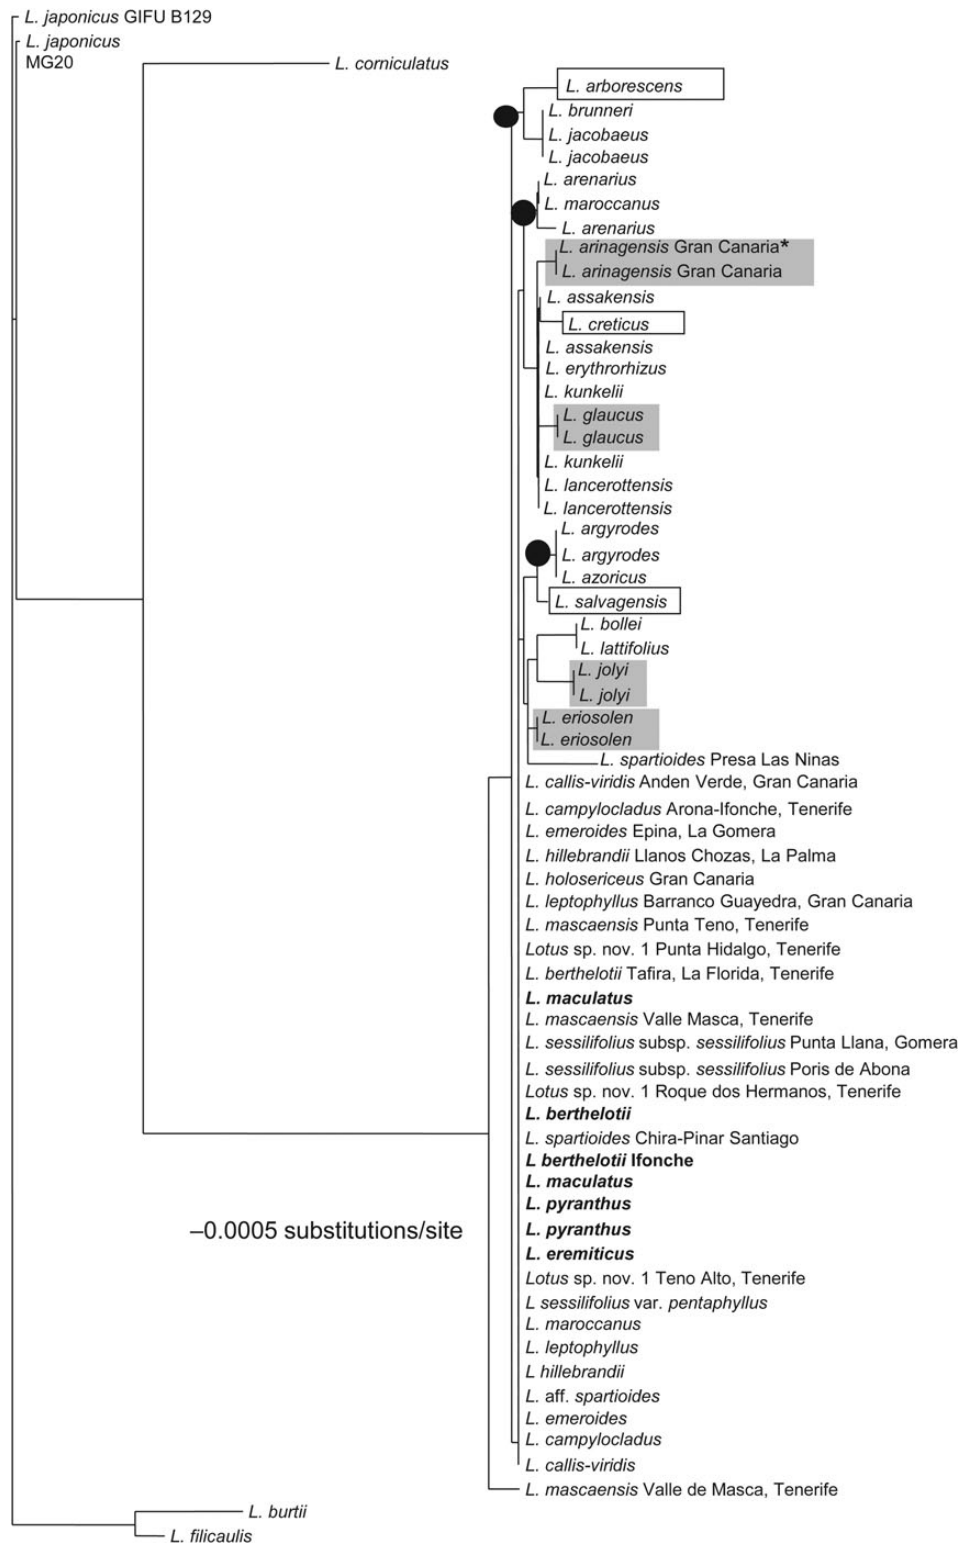 L. japonicus GIFU B129
L. japonicus
MG20
L. corniculatus
L. arborescens
L. brunneri
L. jacobaeus
L. jacobaeus
L. arenarius
L. maroccanus
L. arenarius
L. arinagensis Gran Canaria*
L. arinagensis Gran Canaria
L. assakensis
L. creticus
L. assakensis
L. erythrorhizus
L. kunkelii
L. glaucus
L. glaucus
L. kunkelii
L. lancerottensis
L. lancerottensis
L. argyrodes
L. argyrodes
L. azoricus
L. salvagensis
L. bollei
L. lattifolius
L. jolyi
L. jolyi
L. eriosolen
L. eriosolen
L. spartioides Presa Las Ninas
L. callis-viridis Anden Verde, Gran Canaria
L. campylocladus Arona-Ifonche, Tenerife
L. emeroides Epina, La Gomera
L. hillebrandii Llanos Chozas, La Palma
L. holosericeus Gran Canaria
L. leptophyllus Barranco Guayedra, Gran Canaria
L. mascaensis Punta Teno, Tenerife
Lotus sp. nov. 1 Punta Hidalgo, Tenerife
L. berthelotii Tafira, La Florida, Tenerife
L. maculatus
L. mascaensis Valle Masca, Tenerife
L. sessilifolius subsp. sessilifolius Punta Llana, Gomera
L. sessilifolius subsp. sessilifolius Poris de Abona
Lotus sp. nov. 1 Roque dos Hermanos, Tenerife
L. berthelotii
L. spartioides Chira-Pinar Santiago
L berthelotii Ifonche
L. maculatus
L. pyranthus
L. pyranthus
–0.0005 substitutions/site
L. eremiticus
Lotus sp. nov. 1 Teno Alto, Tenerife
L sessilifolius var. pentaphyllus
L. maroccanus
L. leptophyllus
L hillebrandii
L. aff. spartioides
L. emeroides
L. campylocladus
L. callis-viridis
L. mascaensis Valle de Masca, Tenerife
L. burtii
L. filicaulis